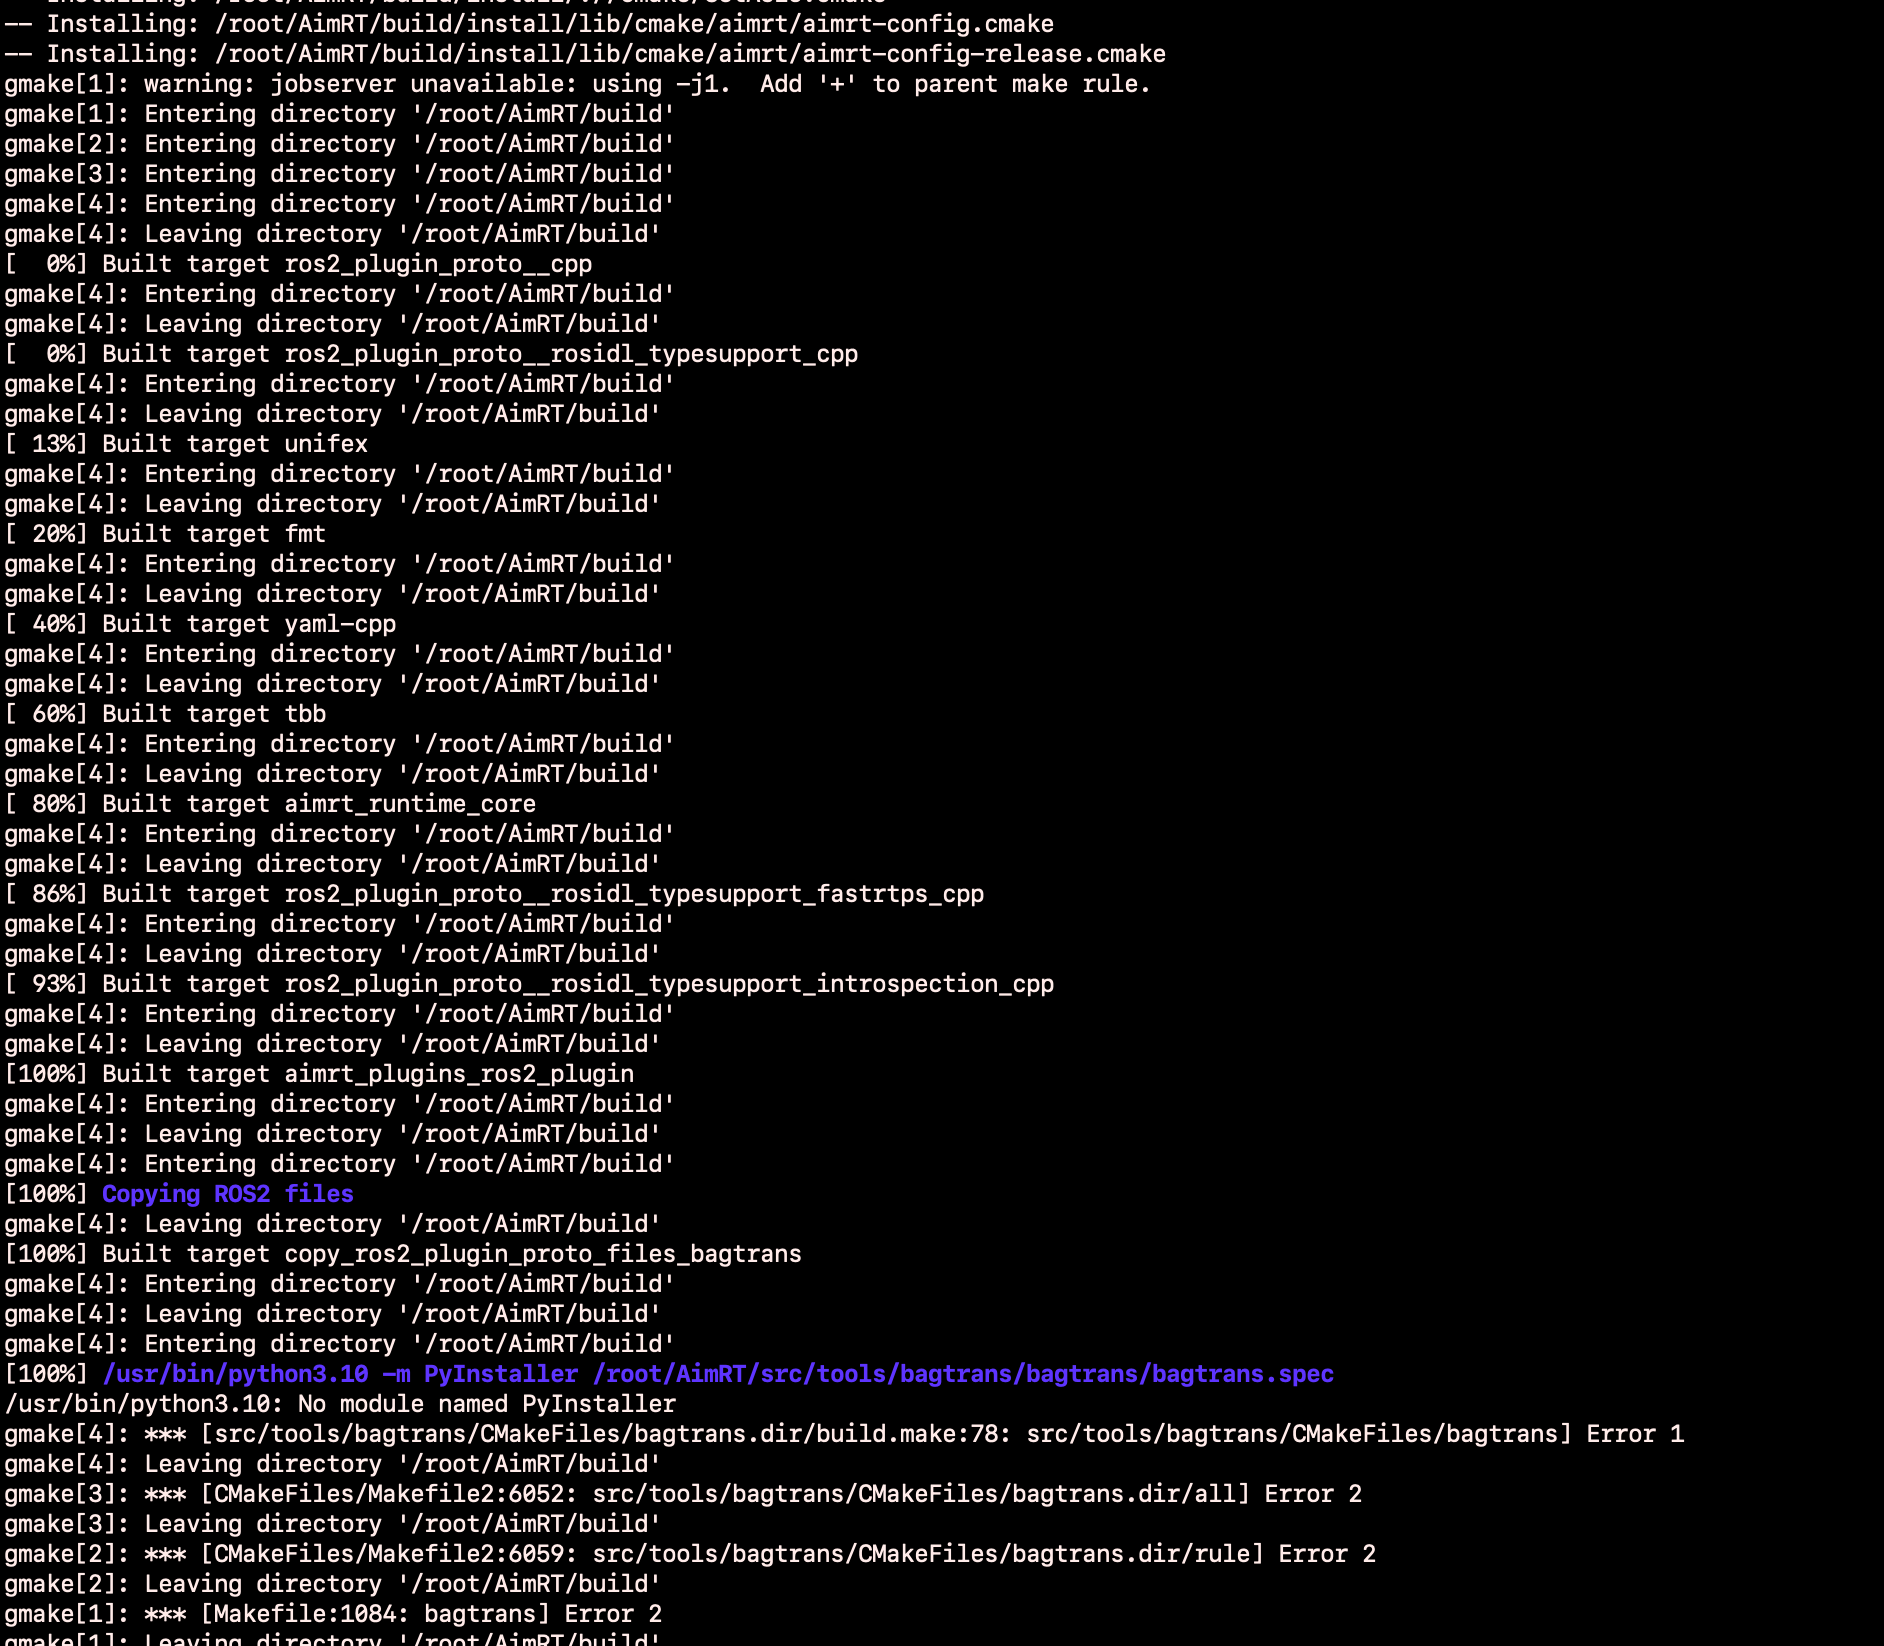 -- Installing: /root/AimRT/build/install/lib/cmake/aimrt/aimrt-config.cmake
-- Installing: /root/AimRT/build/install/lib/cmake/aimrt/aimrt-config-release.cmake
gmake[1]: warning: jobserver unavailable: using -j1.  Add '+' to parent make rule.
gmake[1]: Entering directory '/root/AimRT/build'
gmake[2]: Entering directory '/root/AimRT/build'
gmake[3]: Entering directory '/root/AimRT/build'
gmake[4]: Entering directory '/root/AimRT/build'
gmake[4]: Leaving directory '/root/AimRT/build'
[  0%] Built target ros2_plugin_proto__cpp
gmake[4]: Entering directory '/root/AimRT/build'
gmake[4]: Leaving directory '/root/AimRT/build'
[  0%] Built target ros2_plugin_proto__rosidl_typesupport_cpp
gmake[4]: Entering directory '/root/AimRT/build'
gmake[4]: Leaving directory '/root/AimRT/build'
[ 13%] Built target unifex
gmake[4]: Entering directory '/root/AimRT/build'
gmake[4]: Leaving directory '/root/AimRT/build'
[ 20%] Built target fmt
gmake[4]: Entering directory '/root/AimRT/build'
gmake[4]: Leaving directory '/root/AimRT/build'
[ 40%] Built target yaml-cpp
gmake[4]: Entering directory '/root/AimRT/build'
gmake[4]: Leaving directory '/root/AimRT/build'
[ 60%] Built target tbb
gmake[4]: Entering directory '/root/AimRT/build'
gmake[4]: Leaving directory '/root/AimRT/build'
[ 80%] Built target aimrt_runtime_core
gmake[4]: Entering directory '/root/AimRT/build'
gmake[4]: Leaving directory '/root/AimRT/build'
[ 86%] Built target ros2_plugin_proto__rosidl_typesupport_fastrtps_cpp
gmake[4]: Entering directory '/root/AimRT/build'
gmake[4]: Leaving directory '/root/AimRT/build'
[ 93%] Built target ros2_plugin_proto__rosidl_typesupport_introspection_cpp
gmake[4]: Entering directory '/root/AimRT/build'
gmake[4]: Leaving directory '/root/AimRT/build'
[100%] Built target aimrt_plugins_ros2_plugin
gmake[4]: Entering directory '/root/AimRT/build'
gmake[4]: Leaving directory '/root/AimRT/build'
gmake[4]: Entering directory '/root/AimRT/build'
[100%] Copying ROS2 files
gmake[4]: Leaving directory '/root/AimRT/build'
[100%] Built target copy_ros2_plugin_proto_files_bagtrans
gmake[4]: Entering directory '/root/AimRT/build'
gmake[4]: Leaving directory '/root/AimRT/build'
gmake[4]: Entering directory '/root/AimRT/build'
[100%] /usr/bin/python3.10 -m PyInstaller /root/AimRT/src/tools/bagtrans/bagtrans/bagtrans.spec
/usr/bin/python3.10: No module named PyInstaller
gmake[4]: *** [src/tools/bagtrans/CMakeFiles/bagtrans.dir/build.make:78: src/tools/bagtrans/CMakeFiles/bagtrans] Error 1
gmake[4]: Leaving directory '/root/AimRT/build'
gmake[3]: *** [CMakeFiles/Makefile2:6052: src/tools/bagtrans/CMakeFiles/bagtrans.dir/all] Error 2
gmake[3]: Leaving directory '/root/AimRT/build'
gmake[2]: *** [CMakeFiles/Makefile2:6059: src/tools/bagtrans/CMakeFiles/bagtrans.dir/rule] Error 2
gmake[2]: Leaving directory '/root/AimRT/build'
gmake[1]: *** [Makefile:1084: bagtrans] Error 2
gmake[1]: Leaving directory '/root/AimRT/build'